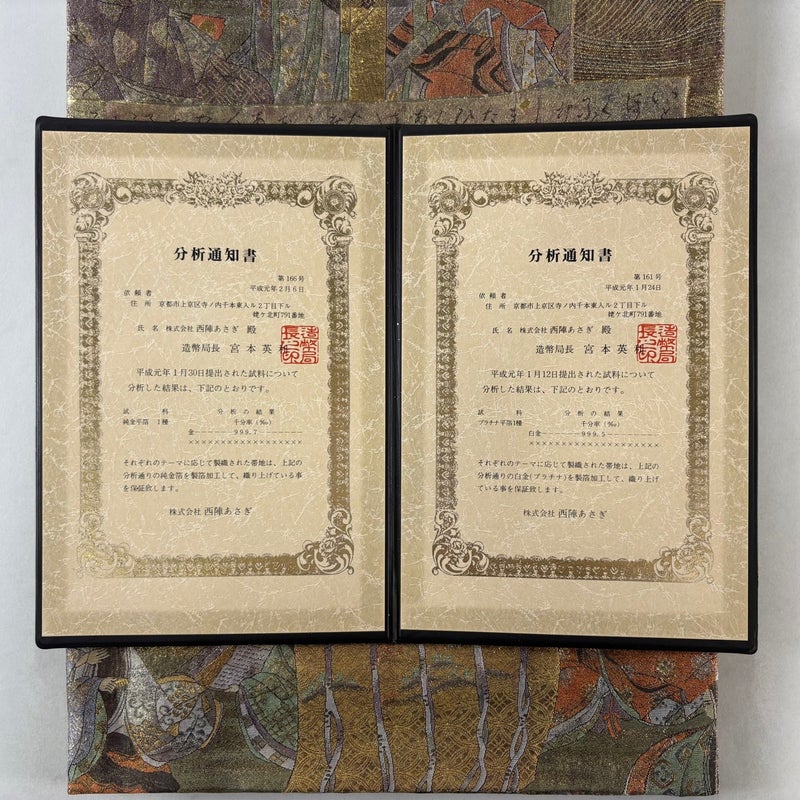 分析通知書
第166号
平成元年2月6日
依頼者
住所 京都市上京区寺ノ内千本東入ル2丁目下ル
姥ケ北町791番地
氏名 株式会社 西陣あさぎ 殿
造幣局長 宮本英利
造幣局長印
平成元年1月30日提出された試料について
分析した結果は、下記のとおりです。
試料 分析の結果
純金平箔 1種 千分率(‰)
金――――999.7――――
××××××××××××××××××
それぞれのテーマに応じて製織された帯地は、上記の
分析通りの純金箔を製箔加工して、織り上げている事
を保証致します。
株式会社 西陣あさぎ
分析通知書
第161号
平成元年1月24日
依頼者
住所 京都市上京区寺ノ内千本東入ル2丁目下ル
姥ケ北町791番地
氏名 株式会社 西陣あさぎ 殿
造幣局長 宮本英
造幣局長印
平成元年1月12日提出された試料について
分析した結果は、下記のとおりです。
試料 分析の結果
プラチナ平箔1種 千分率(‰)
白金――――999.5――――
××××××××××××××××××
それぞれのテーマに応じて製織された帯地は、上記の
分析通りの白金(プラチナ)を製箔加工して、織り上げ
ている事を保証致します。
株式会社 西陣あさぎ